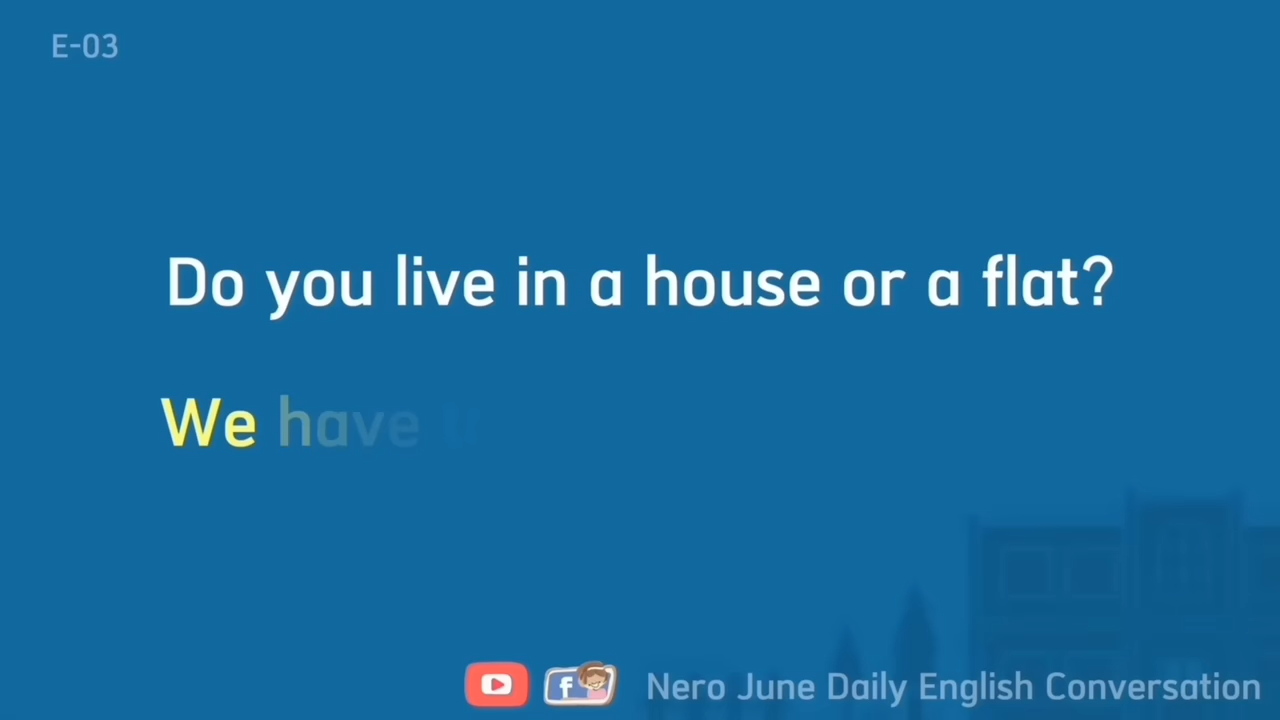 E-03
Do you live in a house or a flat?
We have
Nero June Daily English Conversation